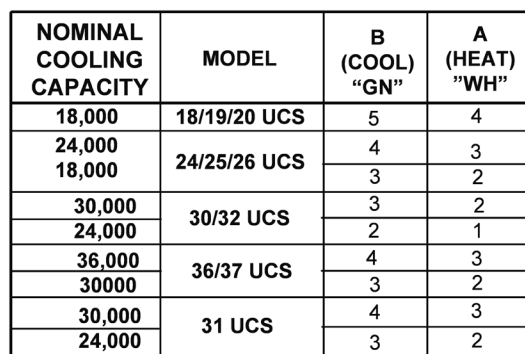 NOMINAL COOLING CAPACITY MODEL B (COOL) “GN” A (HEAT) ”WH”
18,000 18/19/20 UCS 5 4
24,000 24/25/26 UCS 4 3
18,000 3 2
30,000 30/32 UCS 3 2
24,000 2 1
36,000 36/37 UCS 4 3
30000 3 2
30,000 31 UCS 4 3
24,000 3 2